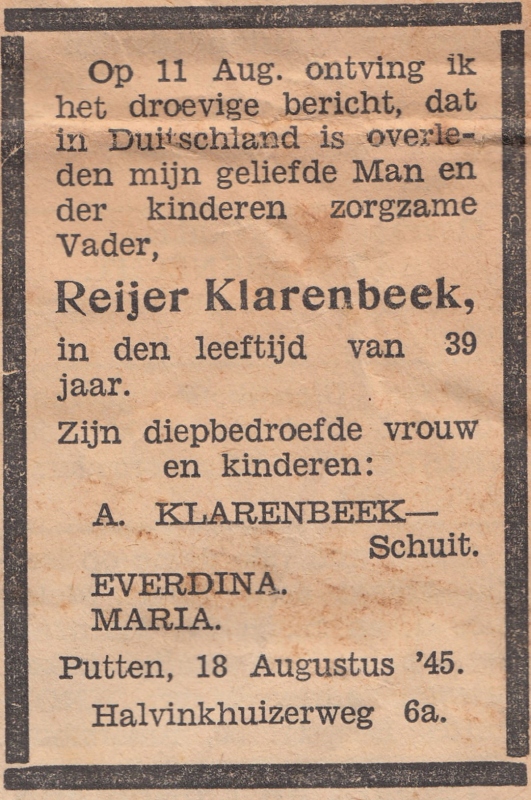 Op 11 Aug. ontving ik
het droevige bericht, dat
in Duitschland is overle-
den mijn geliefde Man en
der kinderen zorgzame
Vader,
Reijer Klarenbeek,
in den leeftijd van 39
jaar.
Zijn diepbedroefde vrouw
en kinderen:
A. KLARENBEEK—
Schuit.
EVERDINA.
MARIA.
Putten, 18 Augustus '45.
Halvinkhuizerweg 6a.